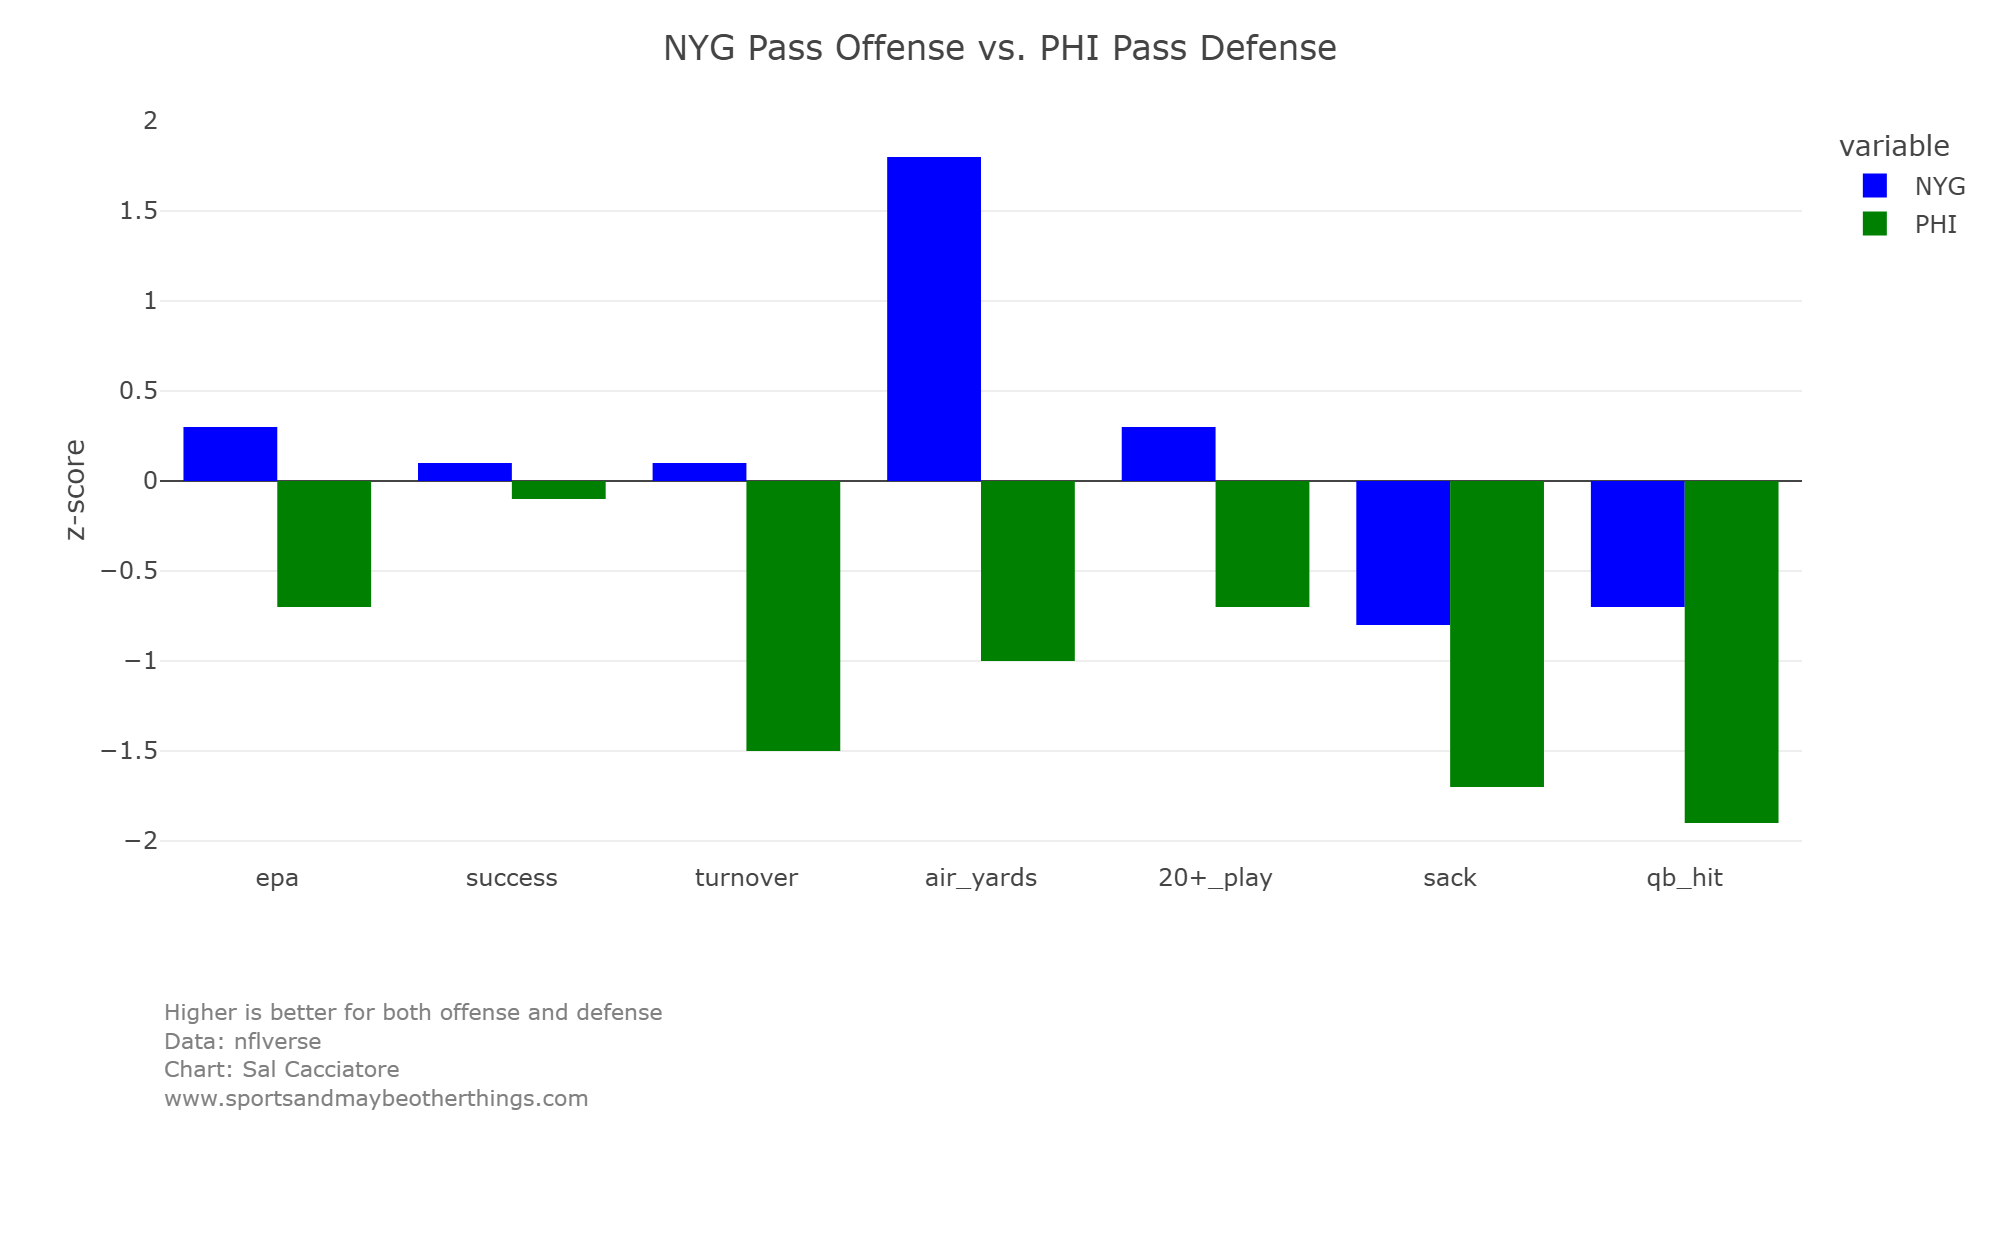 NYG Pass Offense vs. PHI Pass Defense
variable
NYG
PHI
2
1.5
1
0.5
0
−0.5
−1
−1.5
−2
z-score
epa
success
turnover
air_yards
20+_play
sack
qb_hit
Higher is better for both offense and defense
Data: nflverse
Chart: Sal Cacciatore
www.sportsandmaybeotherthings.com